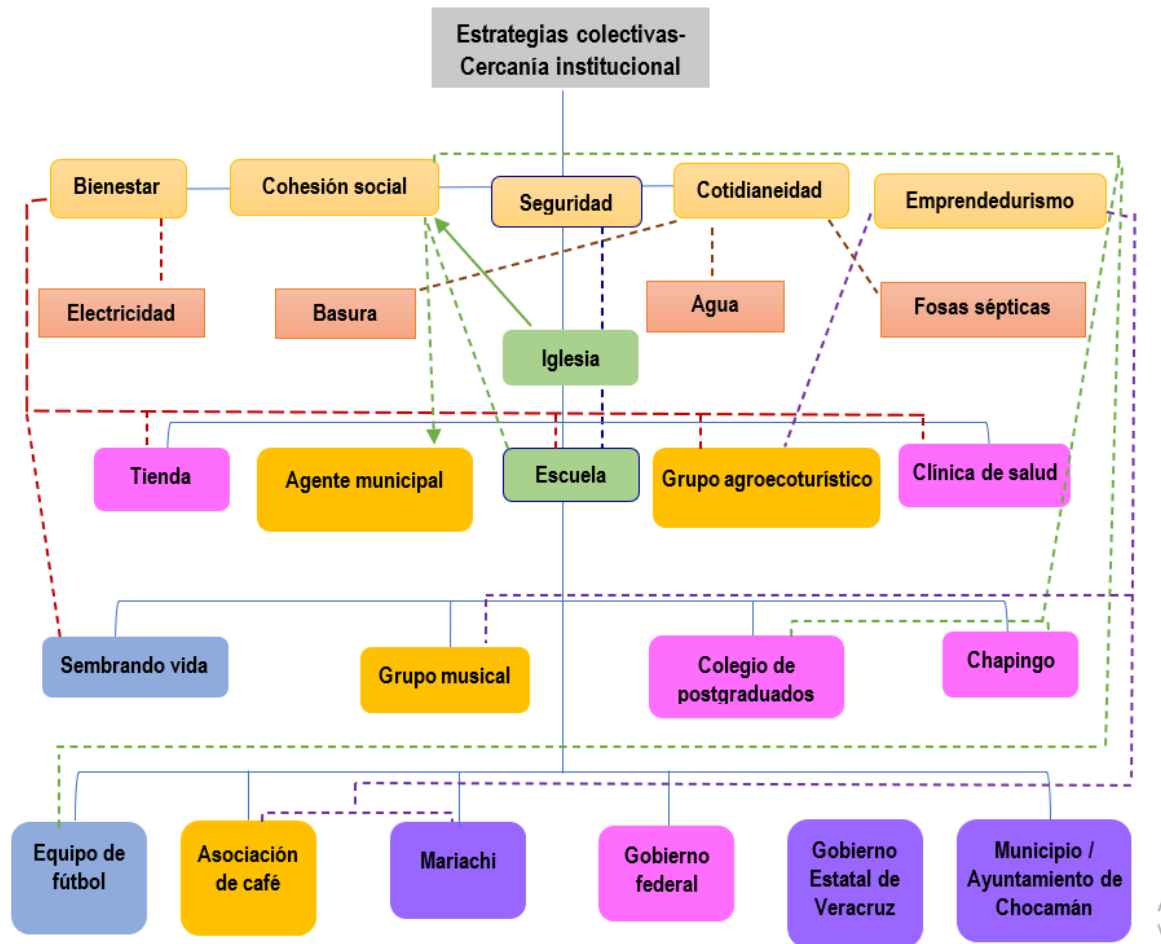 Estrategias colectivas-
Cercanía institucional
Bienestar
Cohesión social
Seguridad
Cotidianeidad
Emprendedurismo
Electricidad
Basura
Agua
Fosas sépticas
Iglesia
Tienda
Agente municipal
Escuela
Grupo agroecoturístico
Clínica de salud
Sembrando vida
Grupo musical
Colegio de
postgraduados
Chapingo
Equipo de
fútbol
Asociación
de café
Mariachi
Gobierno
federal
Gobierno
Estatal de
Veracruz
Municipio /
Ayuntamiento de
Chocamán